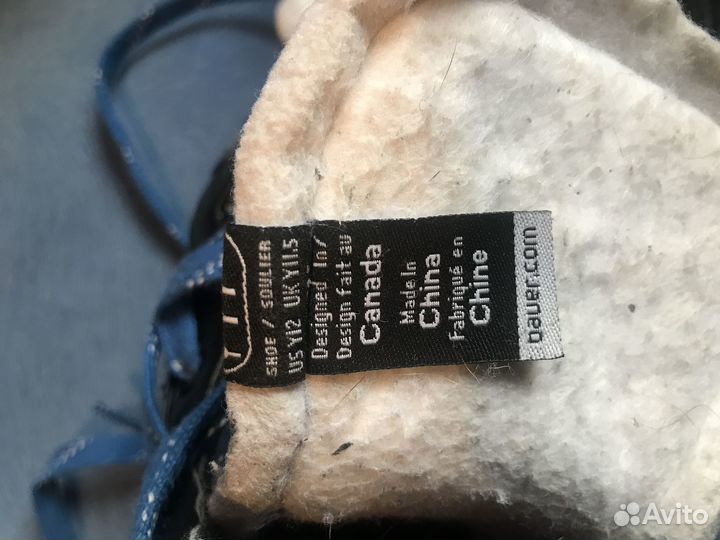 SHOE / SOULIER
US Y12 UK Y11.5
Designed in/
Design fait au
Canada
Made in
China
Fabriqué en
Chine
bauer.com
Avito